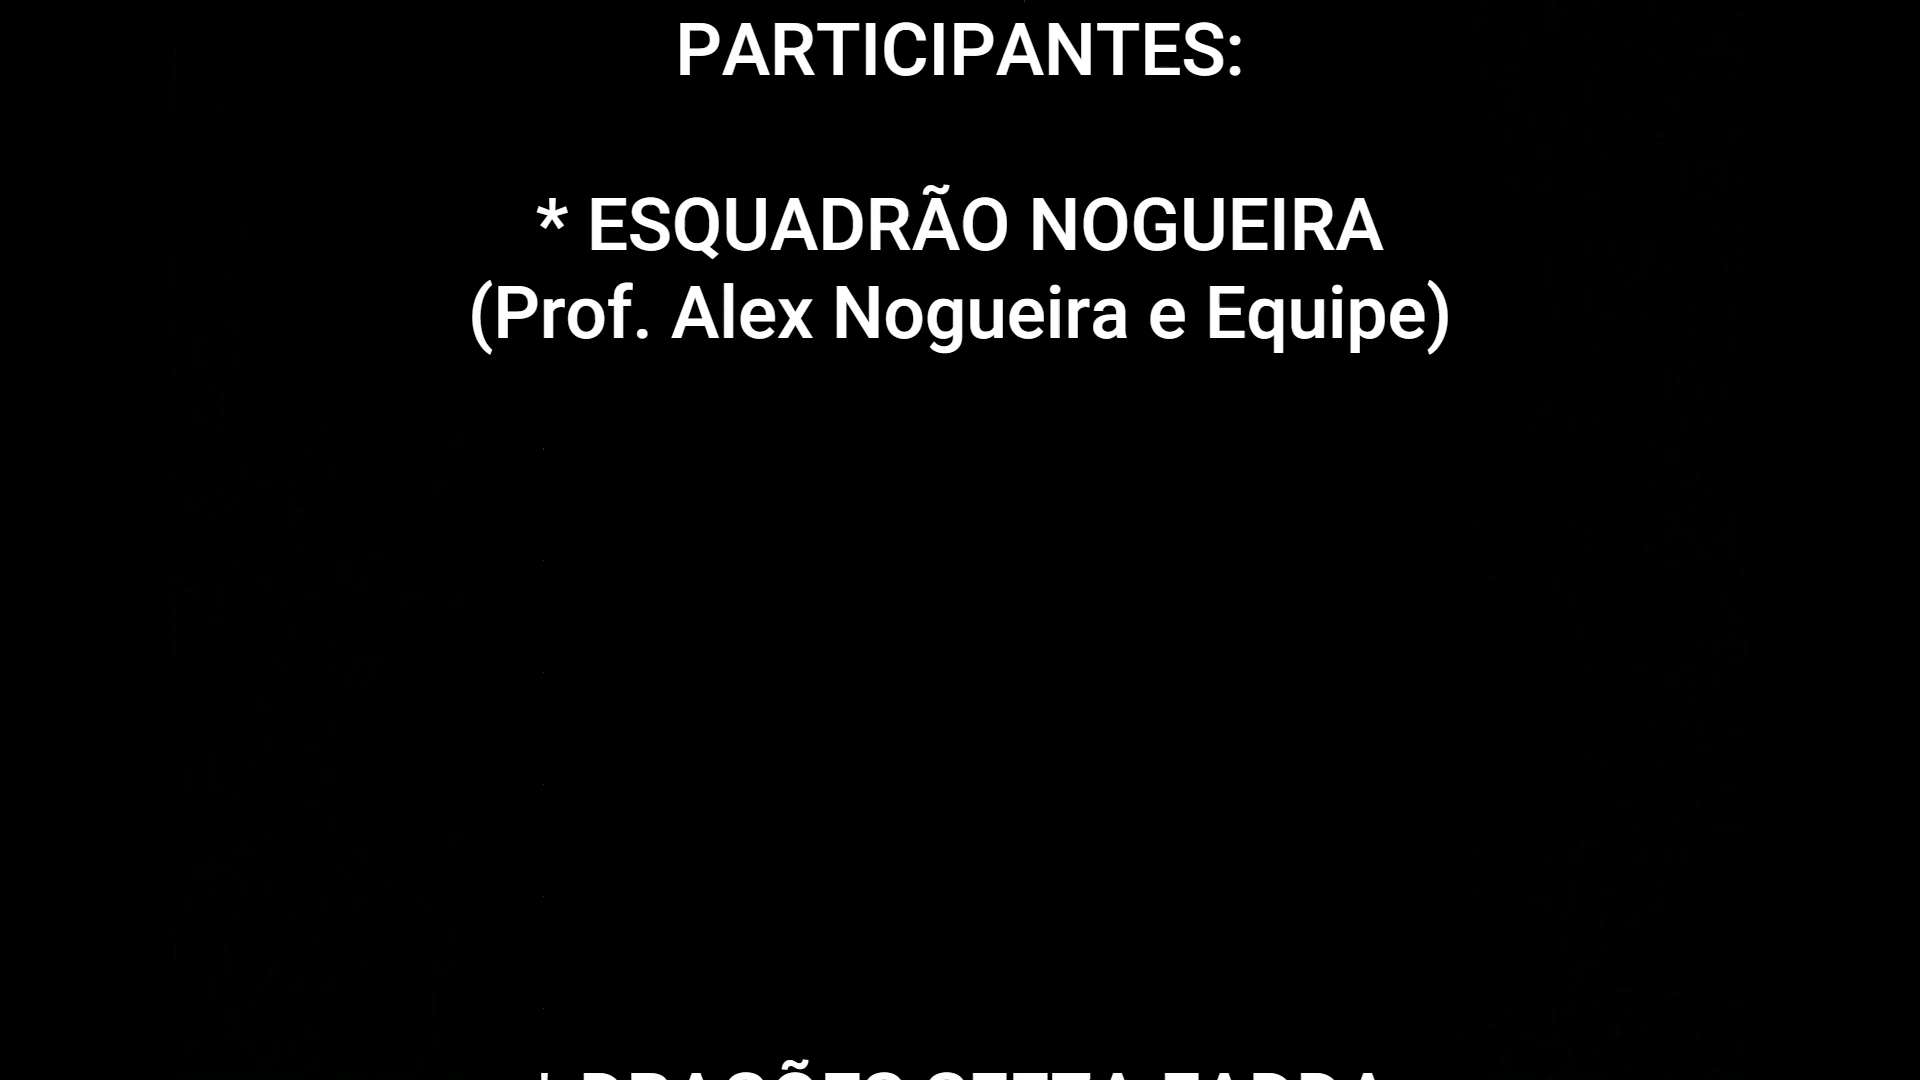 PARTICIPANTES:
* ESQUADRÃO NOGUEIRA
(Prof. Alex Nogueira e Equipe)